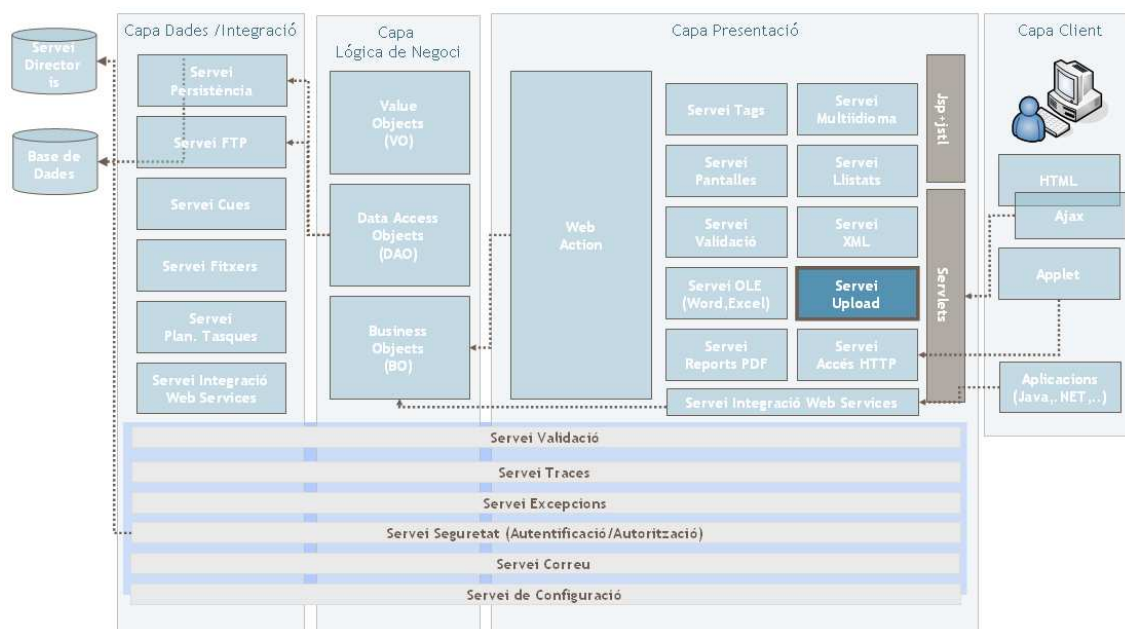 Servei
Director
is
Base de
Dades
Capa Dades /Integració
Servei
Persistència
Servei FTP
Servei Cues
Servei Fitxers
Servei
Plan. Tasques
Servei Integració
Web Services
Capa
Lógica de Negoci
Value
Objects
(VO)
Data Access
Objects
(DAO)
Business
Objects
(BO)
Capa Presentació
Web
Action
Servei Tags
Servei
Multiidioma
Servei
Pantalles
Servei
Llistats
Servei
Validació
Servei
XML
Servei OLE
(Word,Excel)
Servei
Upload
Servei
Reports PDF
Servei
Accés HTTP
Servei Integració Web Services
Jsp+jstl
Servlets
Capa Client
HTML
Ajax
Applet
Aplicacions
(Java,.NET,..)
Servei Validació
Servei Traces
Servei Excepcions
Servei Seguretat (Autentificació/Autorització)
Servei Correu
Servei de Configuració